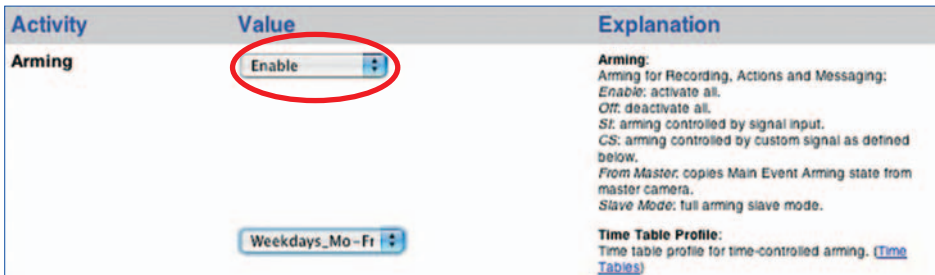 Activity Value Explanation
Arming Enable Arming:
Arming for Recording, Actions and Messaging:
Enable: activate all.
Off: deactivate all.
SI: arming controlled by signal input.
CS: arming controlled by custom signal as defined
below.
From Master: copies Main Event Arming state from
master camera.
Slave Mode: full arming slave mode.
Weekdays_Mo-Fr Time Table Profile:
Time table profile for time-controlled arming. (Time
Tables)